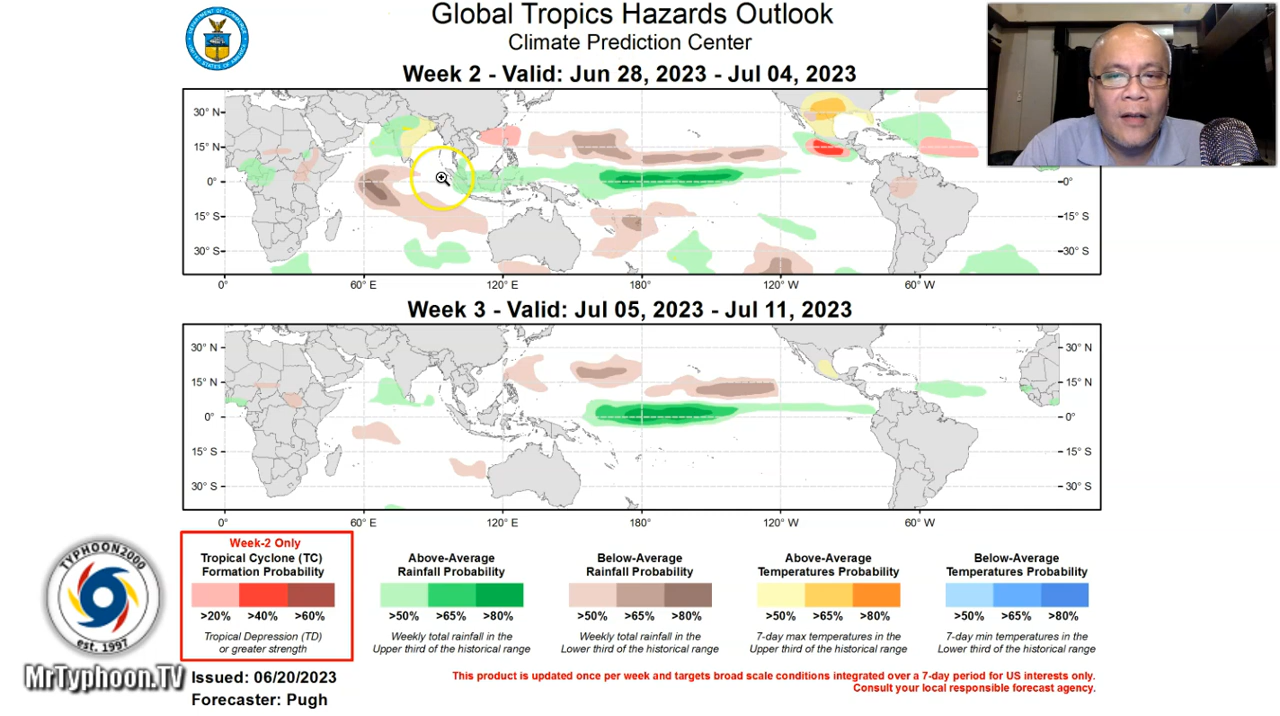 Global Tropics Hazards Outlook
Climate Prediction Center
Week 2 - Valid: Jun 28, 2023 - Jul 04, 2023
30° N
15° N
0°
15° S
30° S
0°
0°
60° E
120° E
180°
120° W
60° W
Week 3 - Valid: Jul 05, 2023 - Jul 11, 2023
30° N
15° N
0°
15° S
30° S
30° N
15° N
0°
15° S
30° S
0°
60° E
120° E
180°
120° W
60° W
TYPHOON2000
est. 1997
MrTyphoon.TV
Week-2 Only
Tropical Cyclone (TC)
Formation Probability
>20% >40% >60%
Tropical Depression (TD)
or greater strength
Above-Average
Rainfall Probability
>50% >65% >80%
Weekly total rainfall in the
Upper third of the historical range
Below-Average
Rainfall Probability
>50% >65% >80%
Weekly total rainfall in the
Lower third of the historical range
Above-Average
Temperatures Probability
>50% >65% >80%
7-day max temperatures in the
Upper third of the historical range
Below-Average
Temperatures Probability
>50% >65% >80%
7-day min temperatures in the
Lower third of the historical range
Issued: 06/20/2023
Forecaster: Pugh
This product is updated once per week and targets broad scale conditions integrated over a 7-day period for US interests only.
Consult your local responsible forecast agency.